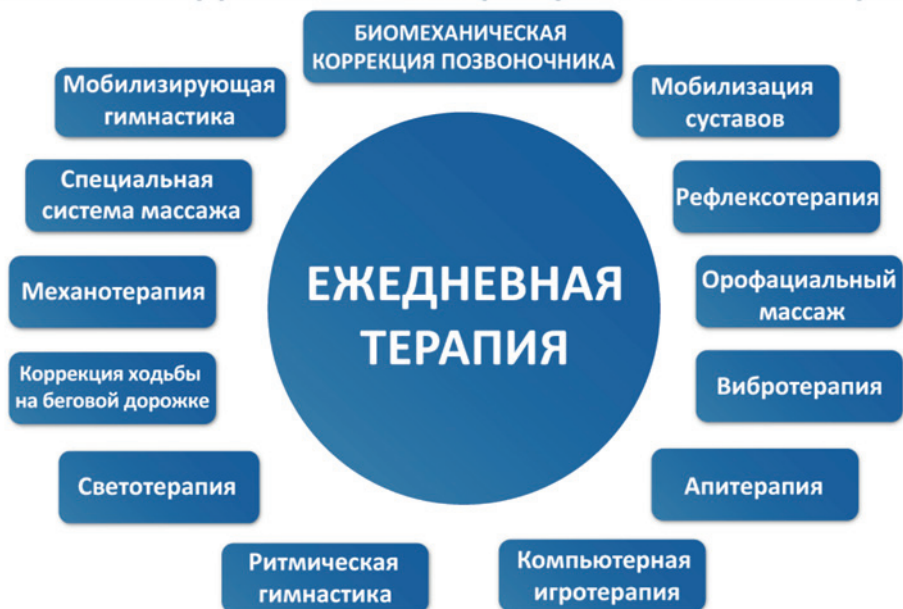 БИОМЕХАНИЧЕСКАЯ
КОРРЕКЦИЯ ПОЗВОНОЧНИКА
Мобилизирующая
гимнастика
Мобилизация
суставов
Специальная
система массажа
Рефлексотерапия
Механотерапия
ЕЖЕДНЕВНАЯ
ТЕРАПИЯ
Орофациальный
массаж
Коррекция ходьбы
на беговой дорожке
Вибротерапия
Светотерапия
Апитерапия
Ритмическая
гимнастика
Компьютерная
игротерапия